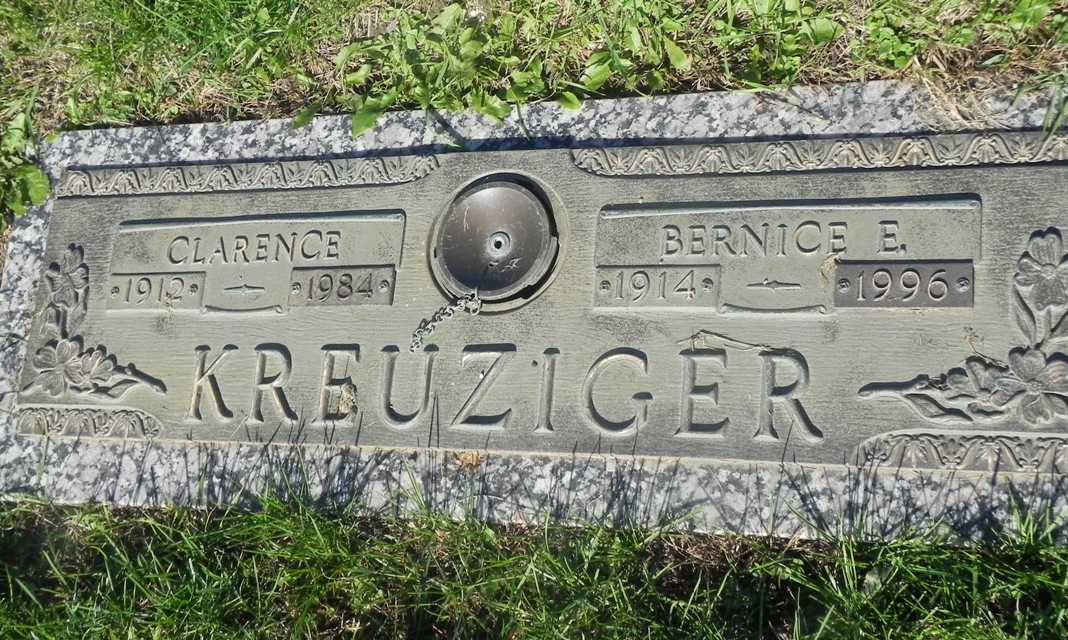 CLARENCE
1912 1984
BERNICE E.
1914 1996
KREUZIGER